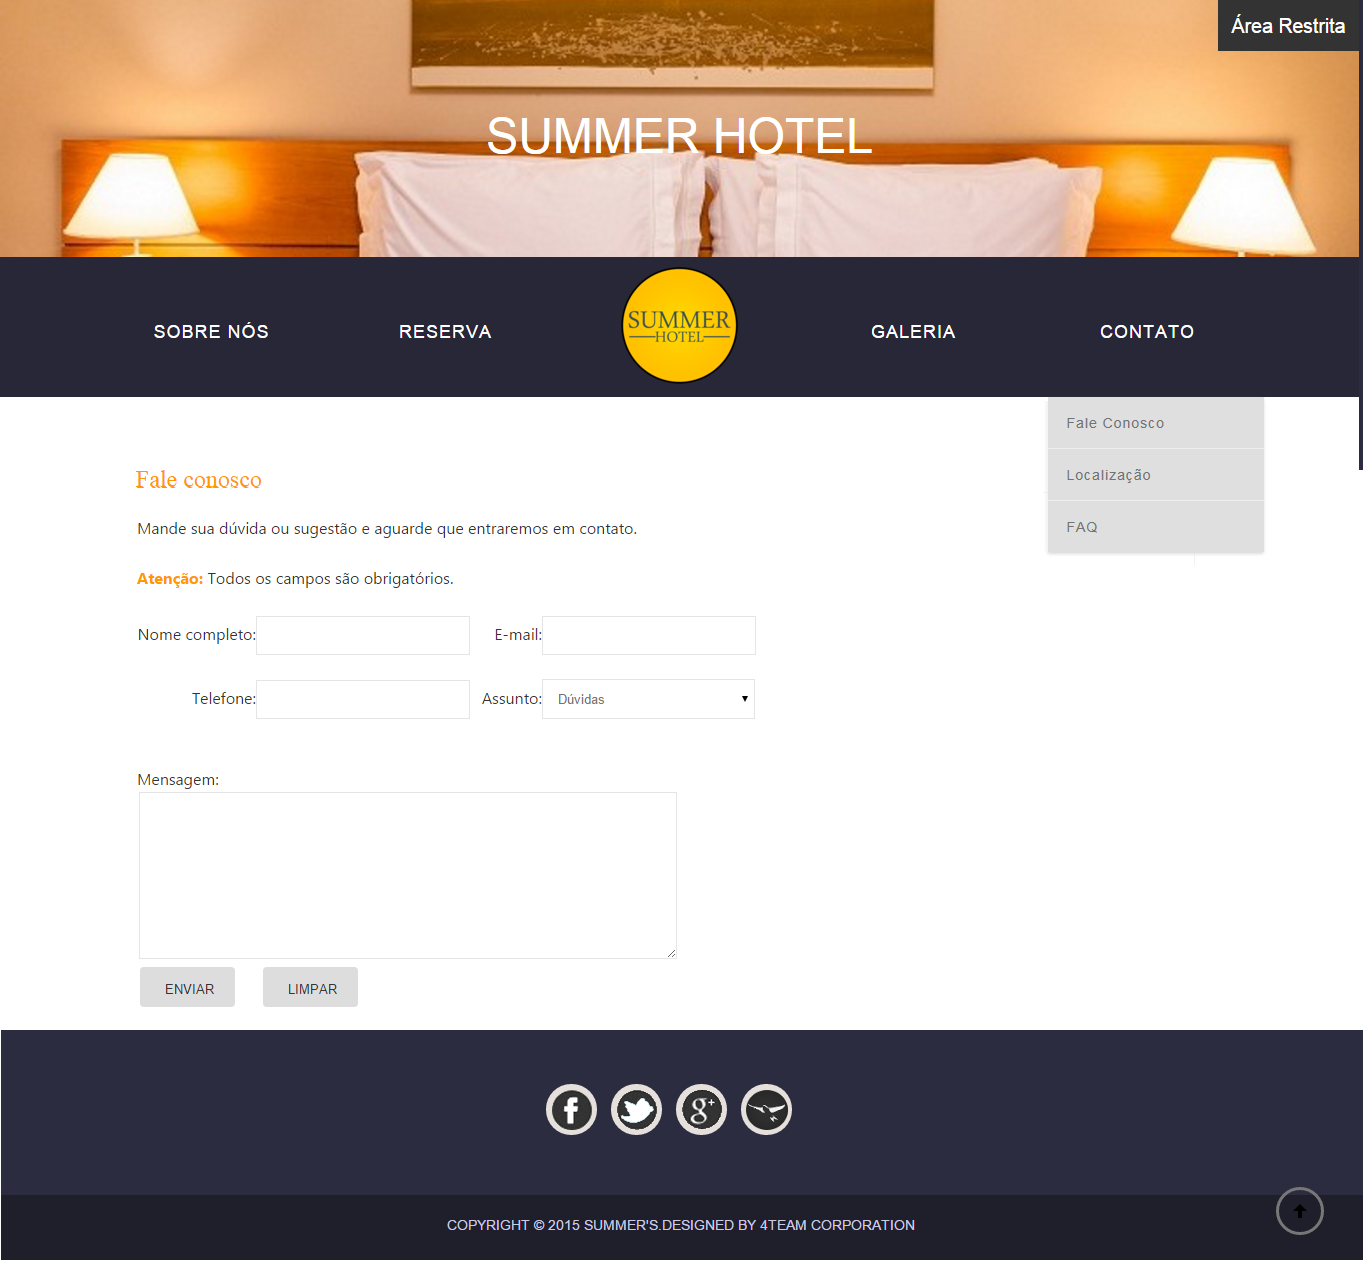 Área Restrita
SUMMER HOTEL
SOBRE NÓS
RESERVA
SUMMER
HOTEL
GALERIA
CONTATO
Fale Conosco
Localização
FAQ
Fale conosco
Mande sua dúvida ou sugestão e aguarde que entraremos em contato.
Atenção: Todos os campos são obrigatórios.
Nome completo:
E-mail:
Telefone:
Assunto: Dúvidas
Mensagem:
ENVIAR
LIMPAR
f
g+
COPYRIGHT © 2015 SUMMER'S.DESIGNED BY 4TEAM CORPORATION